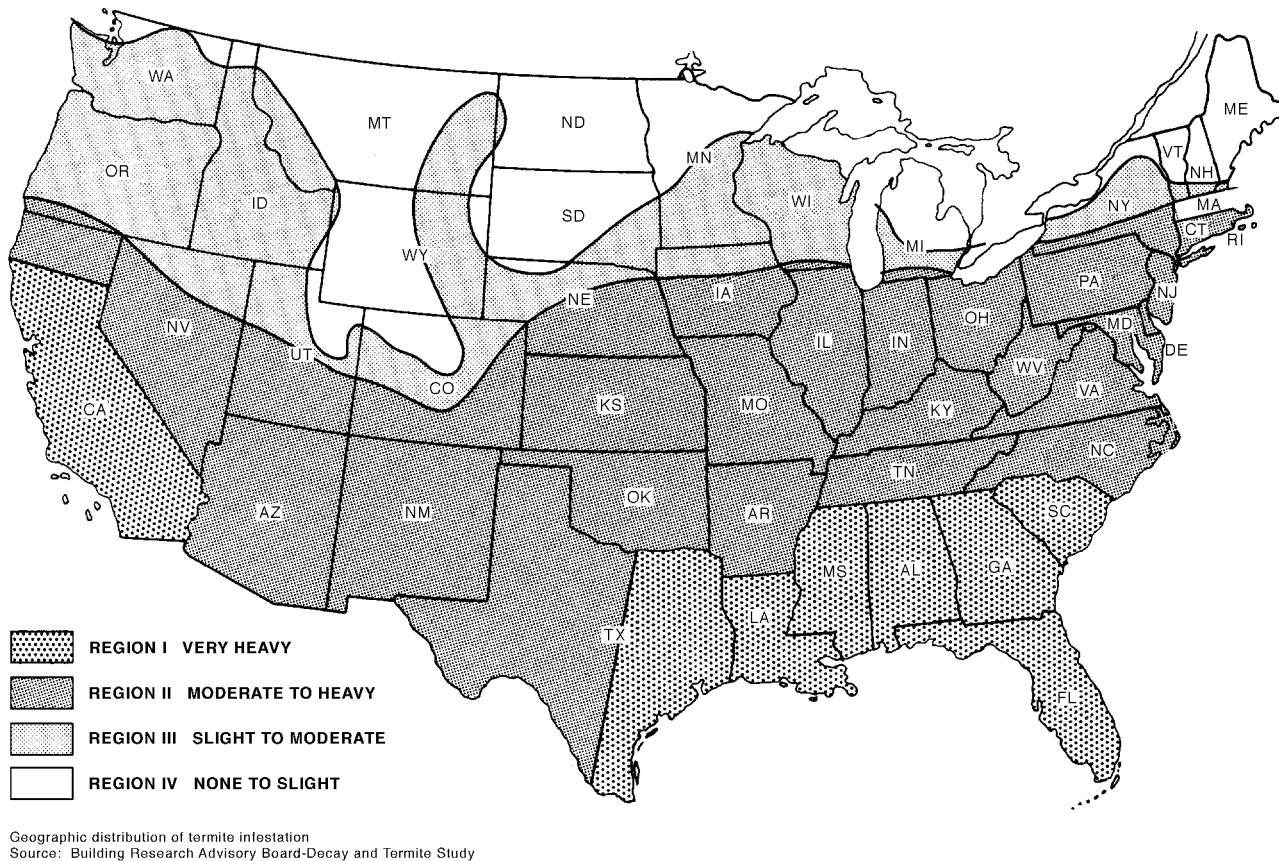 WA
MT
ND
MN
ME
VT
NH
OR
ID
WY
SD
WI
MI
NY
MA
CT
RI
NV
UT
CO
NE
IA
IL
IN
OH
PA
NJ
MD
DE
WV
VA
CA
KS
MO
KY
NC
TN
AZ
NM
OK
AR
SC
MS
AL
GA
TX
LA
FL
REGION I VERY HEAVY
REGION II MODERATE TO HEAVY
REGION III SLIGHT TO MODERATE
REGION IV NONE TO SLIGHT
Geographic distribution of termite infestation
Source: Building Research Advisory Board-Decay and Termite Study